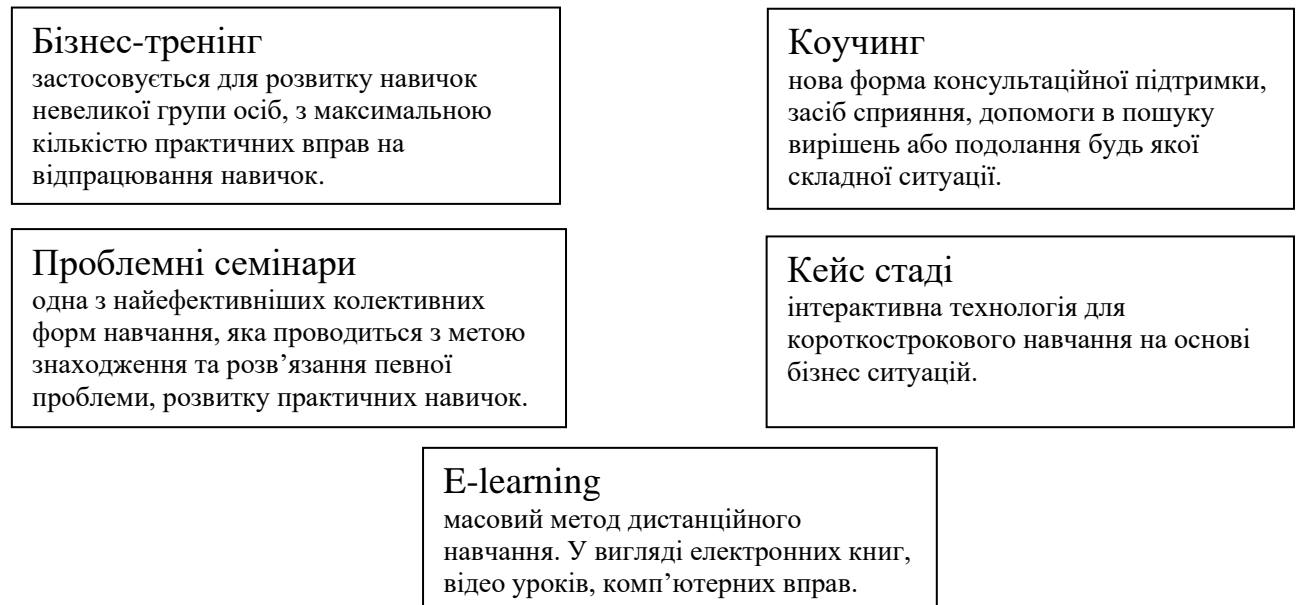 Бізнес-тренінг
застосовується для розвитку навичок
невеликої групи осіб, з максимальною
кількістю практичних вправ на
відпрацювання навичок.
Коучинг
нова форма консультаційної підтримки,
засіб сприяння, допомоги в пошуку
вирішень або подолання будь якої
складної ситуації.
Проблемні семінари
одна з найефективніших колективних
форм навчання, яка проводиться з метою
знаходження та розв’язання певної
проблеми, розвитку практичних навичок.
Кейс стаді
інтерактивна технологія для
короткострокового навчання на основі
бізнес ситуацій.
E-learning
масовий метод дистанційного
навчання. У вигляді електронних книг,
відео уроків, комп’ютерних вправ.